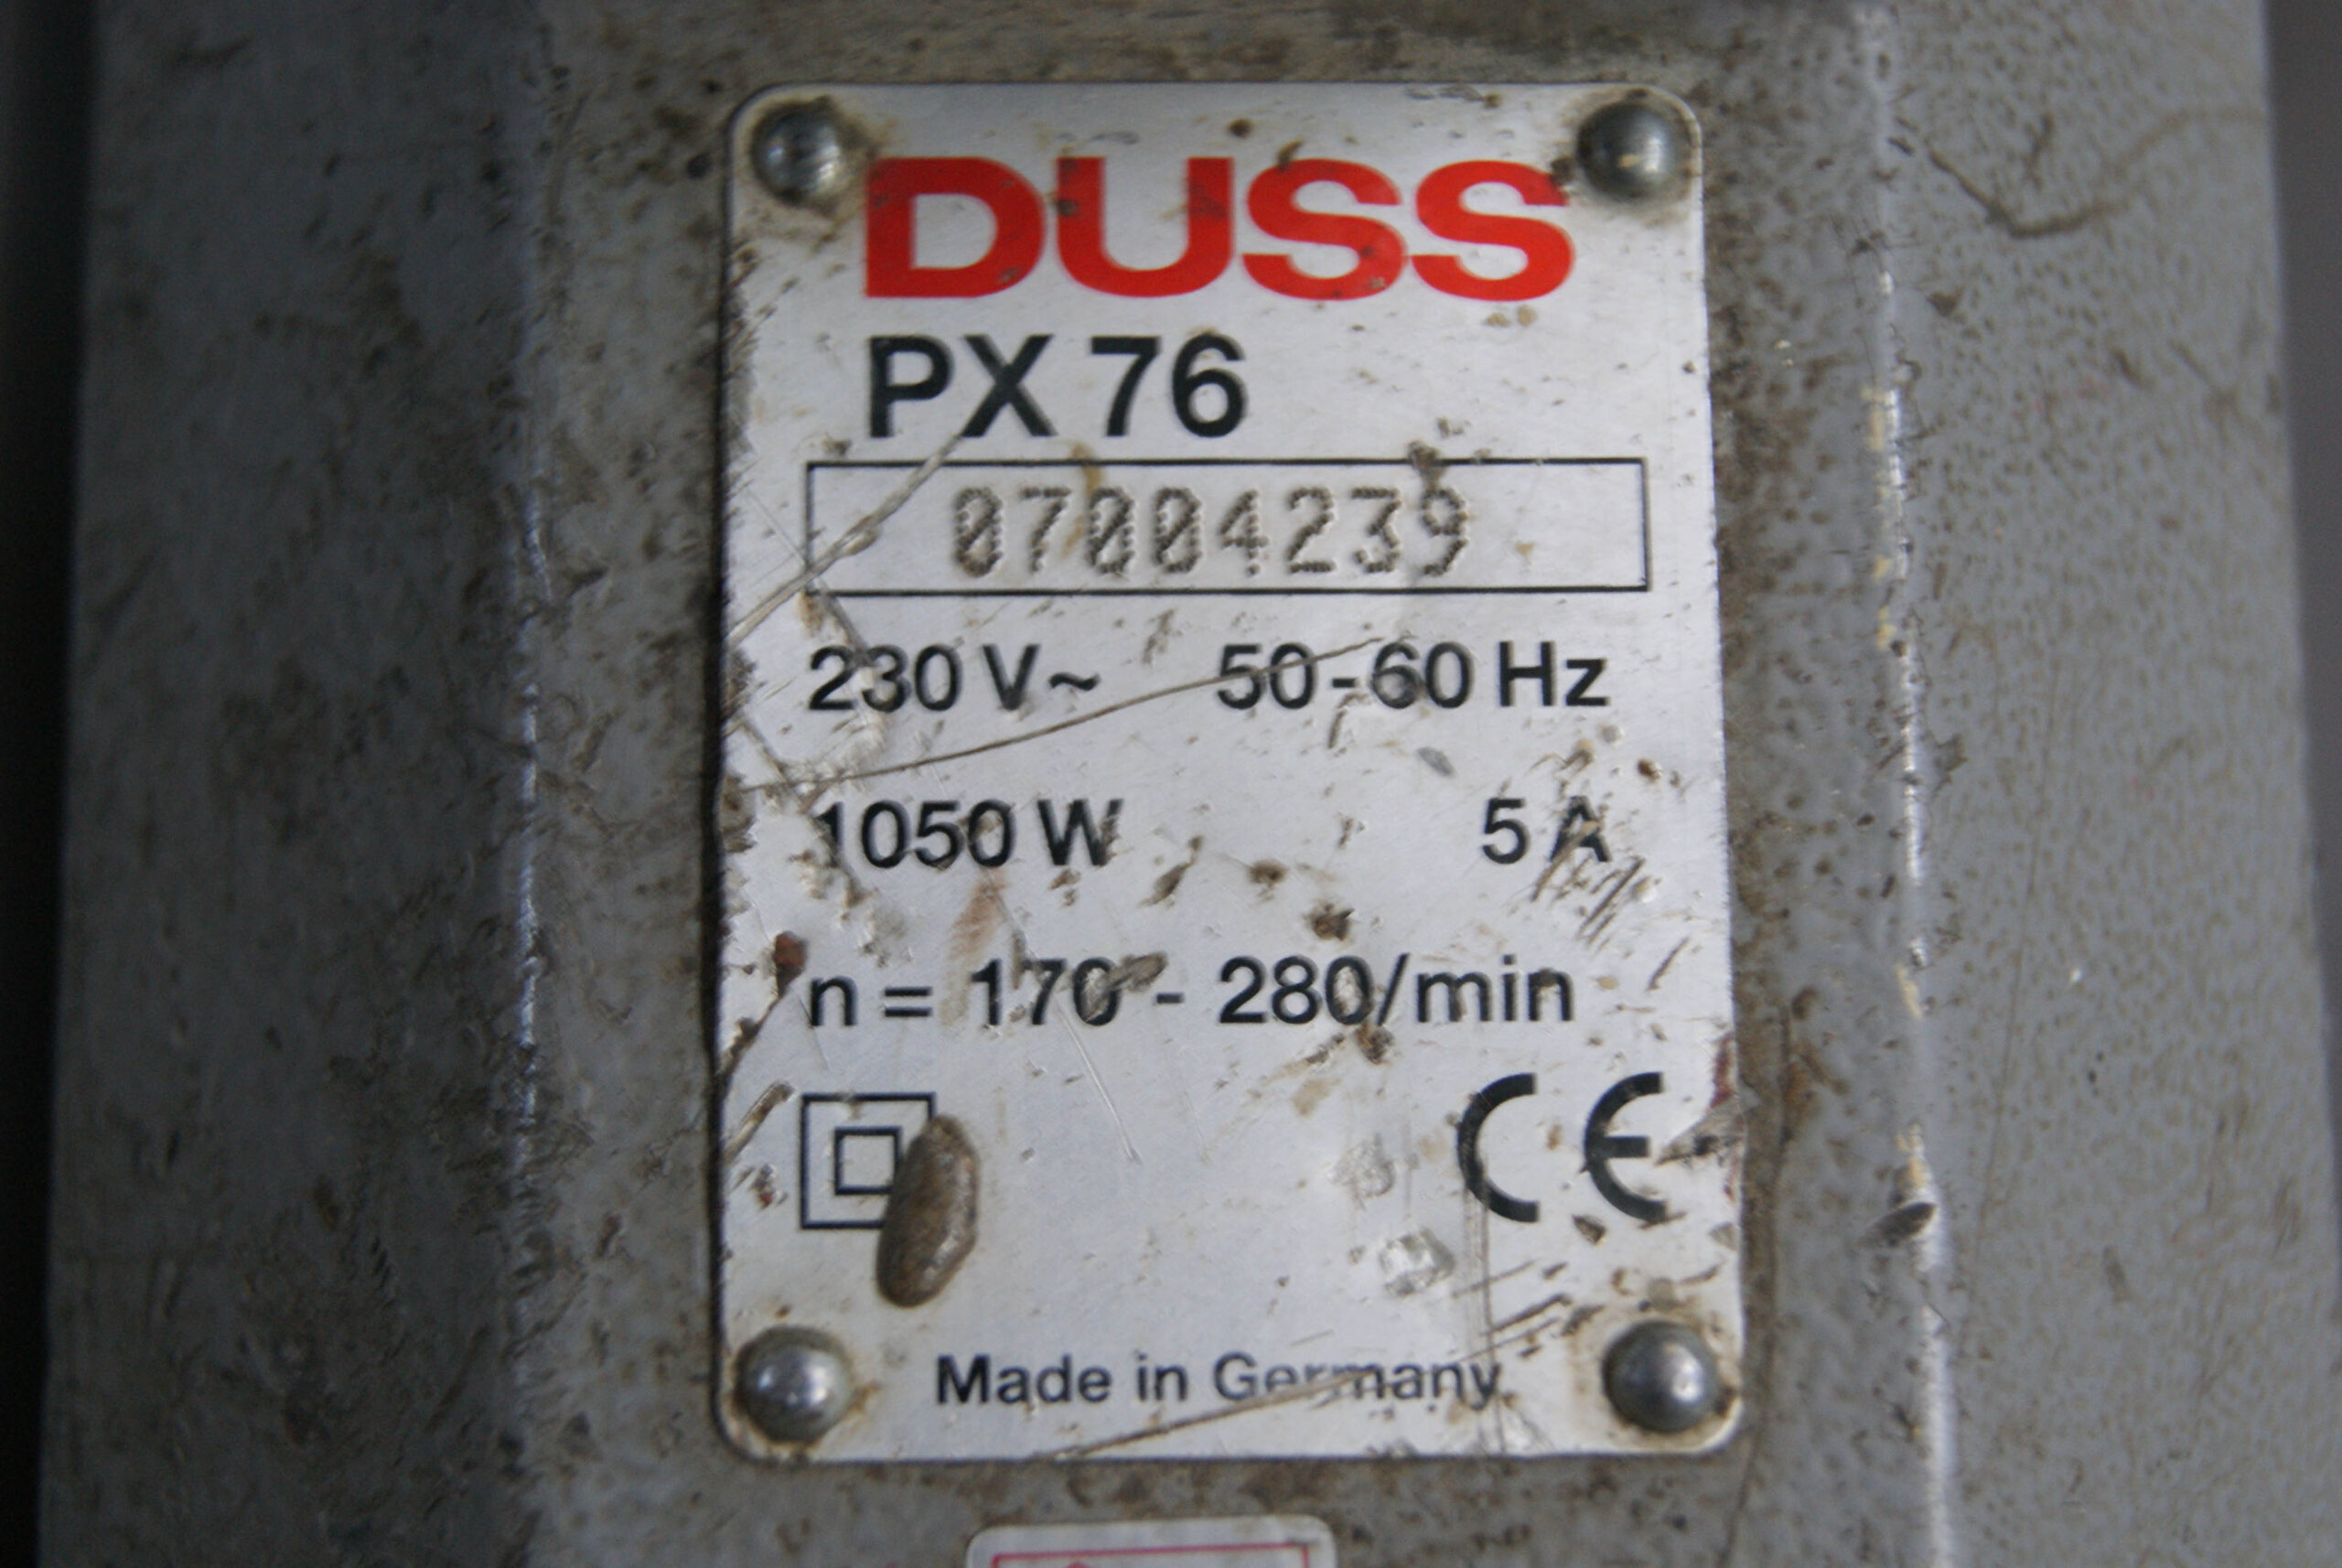 DUSS
PX 76
07004239
230 V~ 50-60 Hz
1050 W 5 A
n = 170 - 280/min
CE
Made in Germany